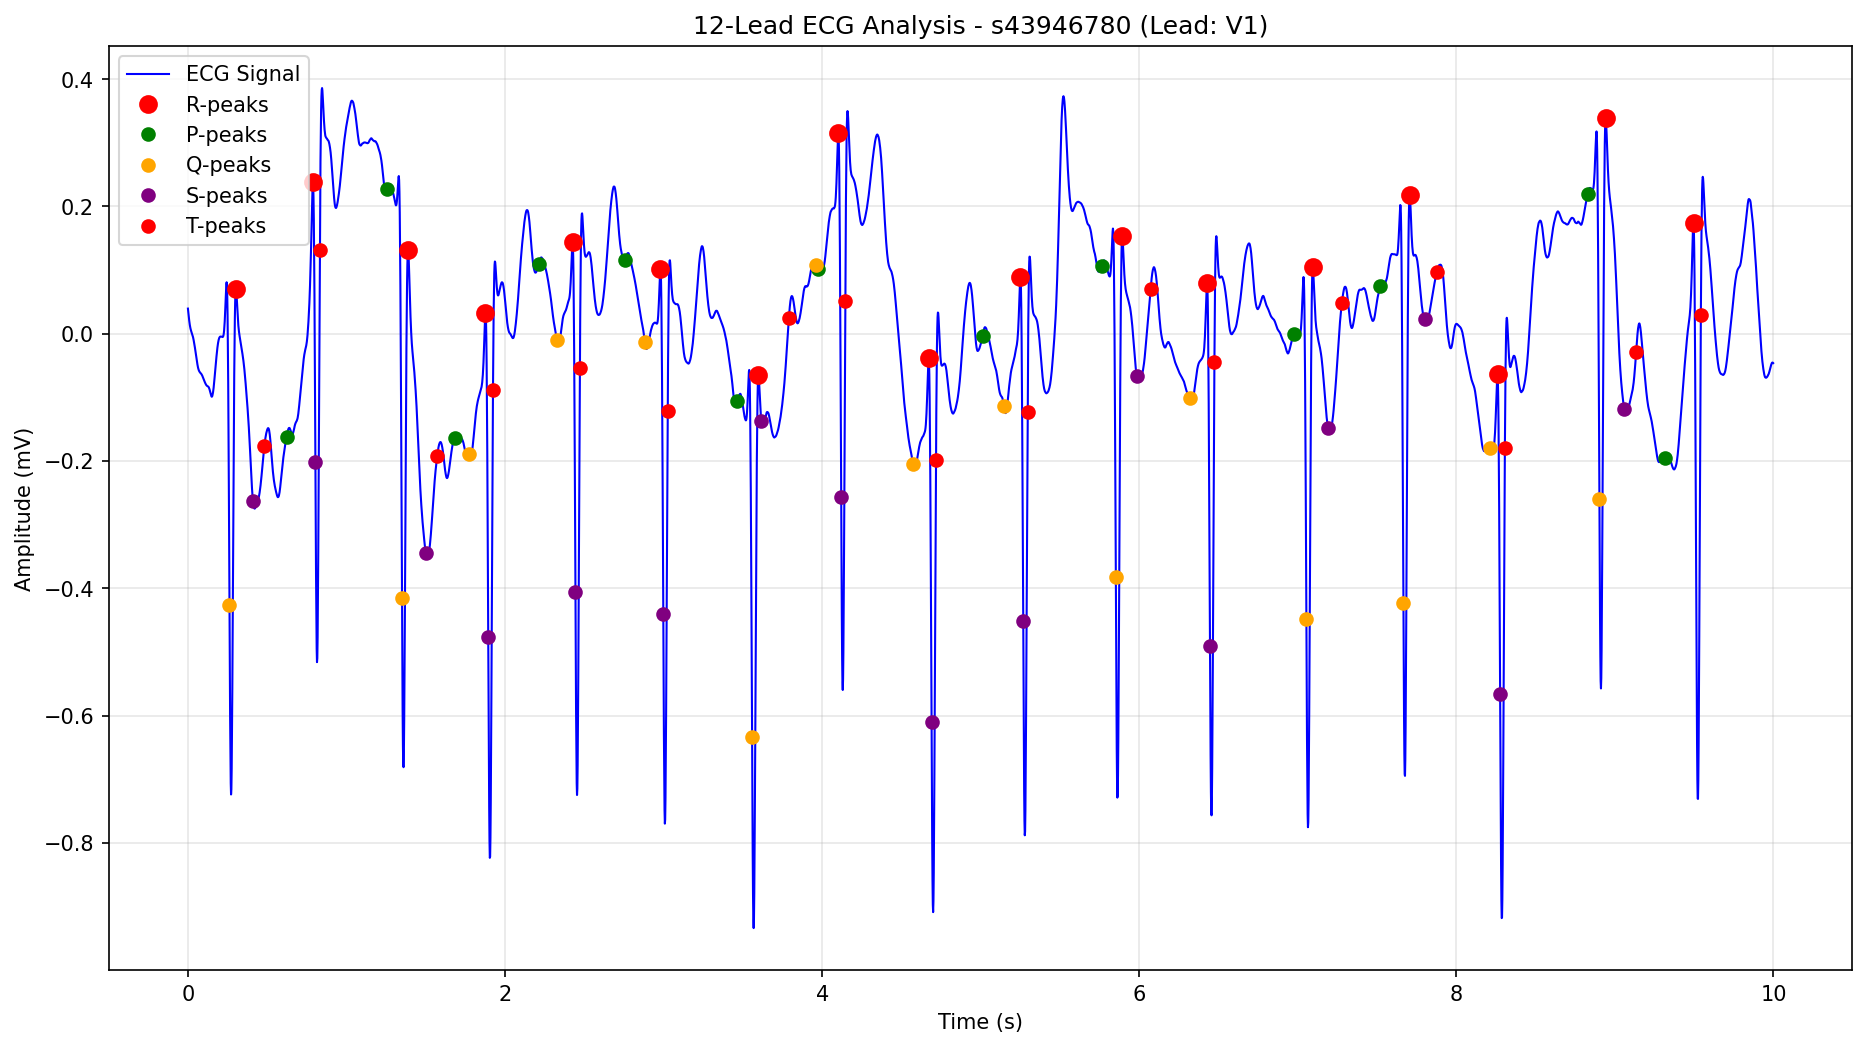 12-Lead ECG Analysis - s43946780 (Lead: V1)
ECG Signal
R-peaks
P-peaks
Q-peaks
S-peaks
T-peaks
0.4
0.2
0.0
−0.2
−0.4
−0.6
−0.8
Amplitude (mV)
0 2 4 6 8 10
Time (s)